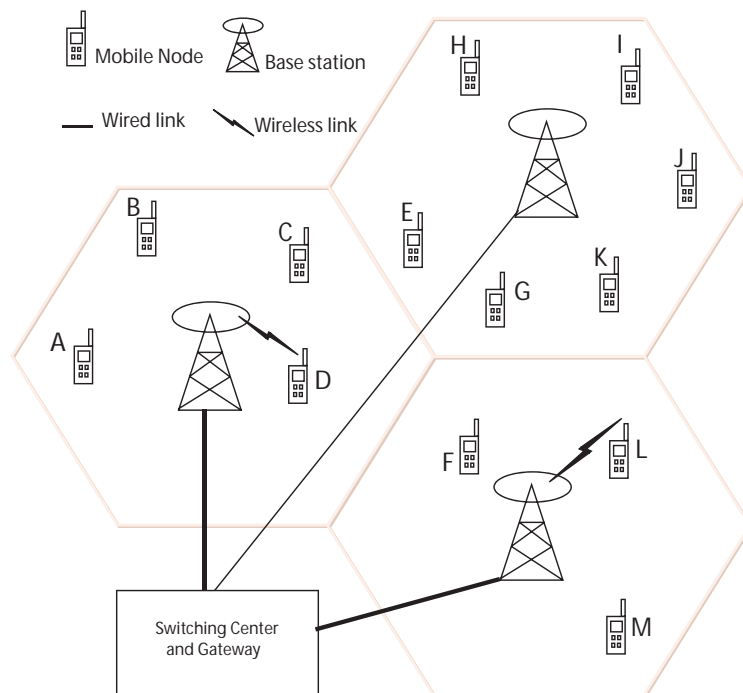 Mobile Node
Base station
Wired link
Wireless link
H
I
J
B
E
C
K
G
A
D
F
L
Switching Center
and Gateway
M